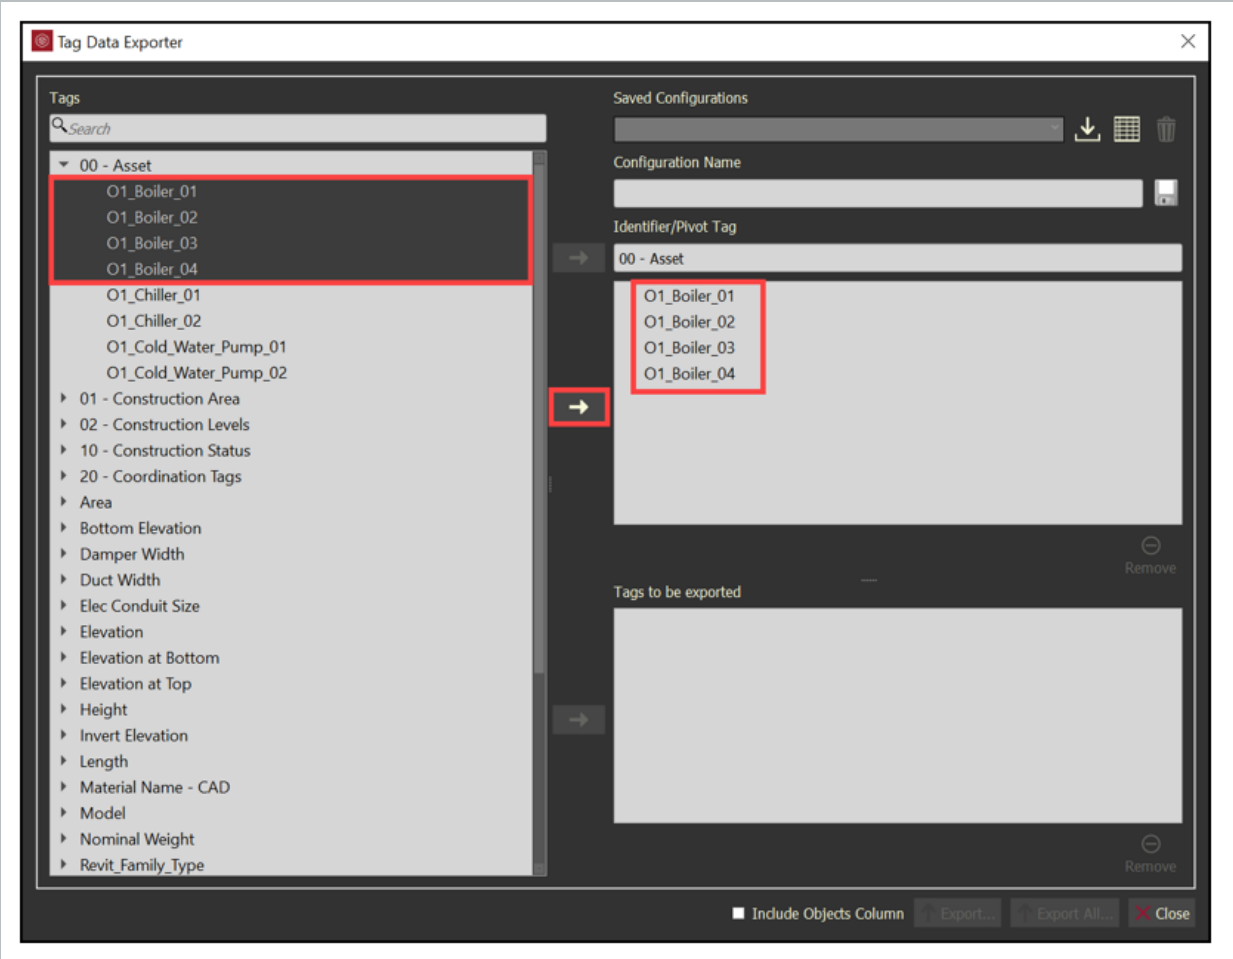 Tag Data Exporter
Tags
Search
00 - Asset
O1_Boiler_01
O1_Boiler_02
O1_Boiler_03
O1_Boiler_04
O1_Chiller_01
O1_Chiller_02
O1_Cold_Water_Pump_01
O1_Cold_Water_Pump_02
01 - Construction Area
02 - Construction Levels
10 - Construction Status
20 - Coordination Tags
Area
Bottom Elevation
Damper Width
Duct Width
Elec Conduit Size
Elevation
Elevation at Bottom
Elevation at Top
Height
Invert Elevation
Length
Material Name - CAD
Model
Nominal Weight
Revit_Family_Type
Saved Configurations
Configuration Name
Identifier/Pivot Tag
00 - Asset
O1_Boiler_01
O1_Boiler_02
O1_Boiler_03
O1_Boiler_04
Remove
Tags to be exported
Remove
Include Objects Column
Export...
Export All...
Close